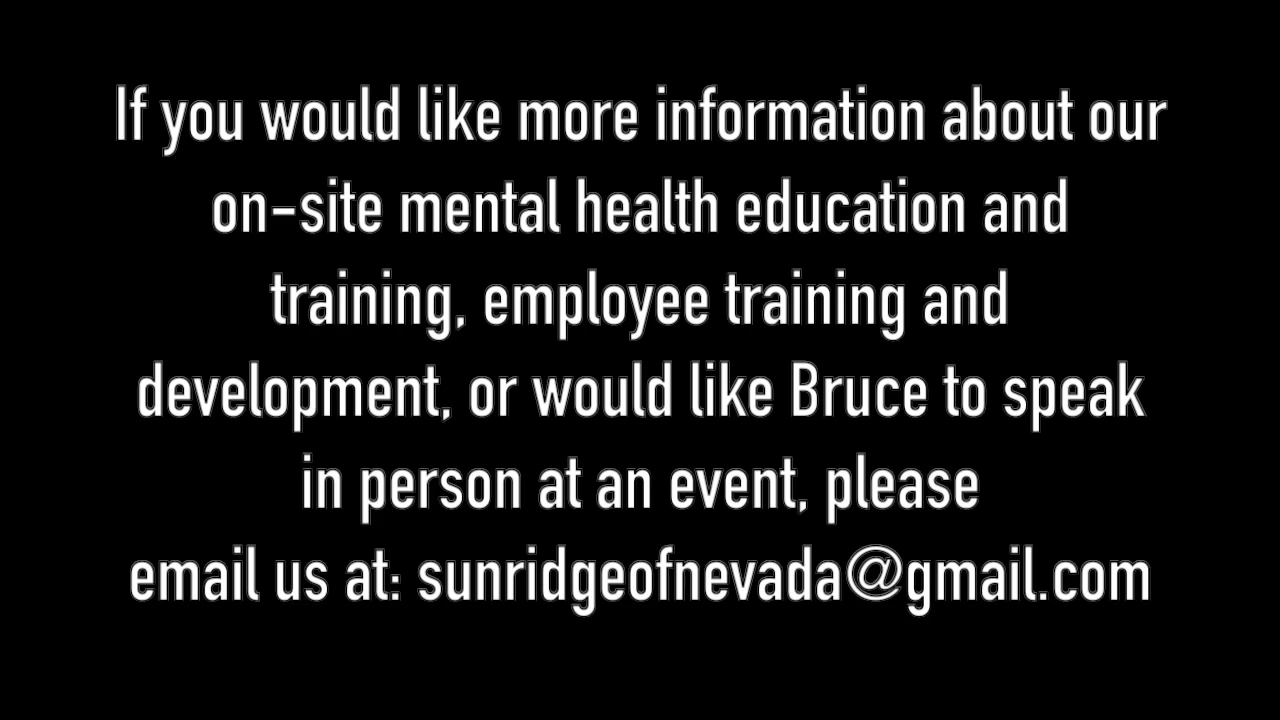 If you would like more information about our
on-site mental health education and
training, employee training and
development, or would like Bruce to speak
in person at an event, please
email us at: sunridgeofnevada@gmail.com